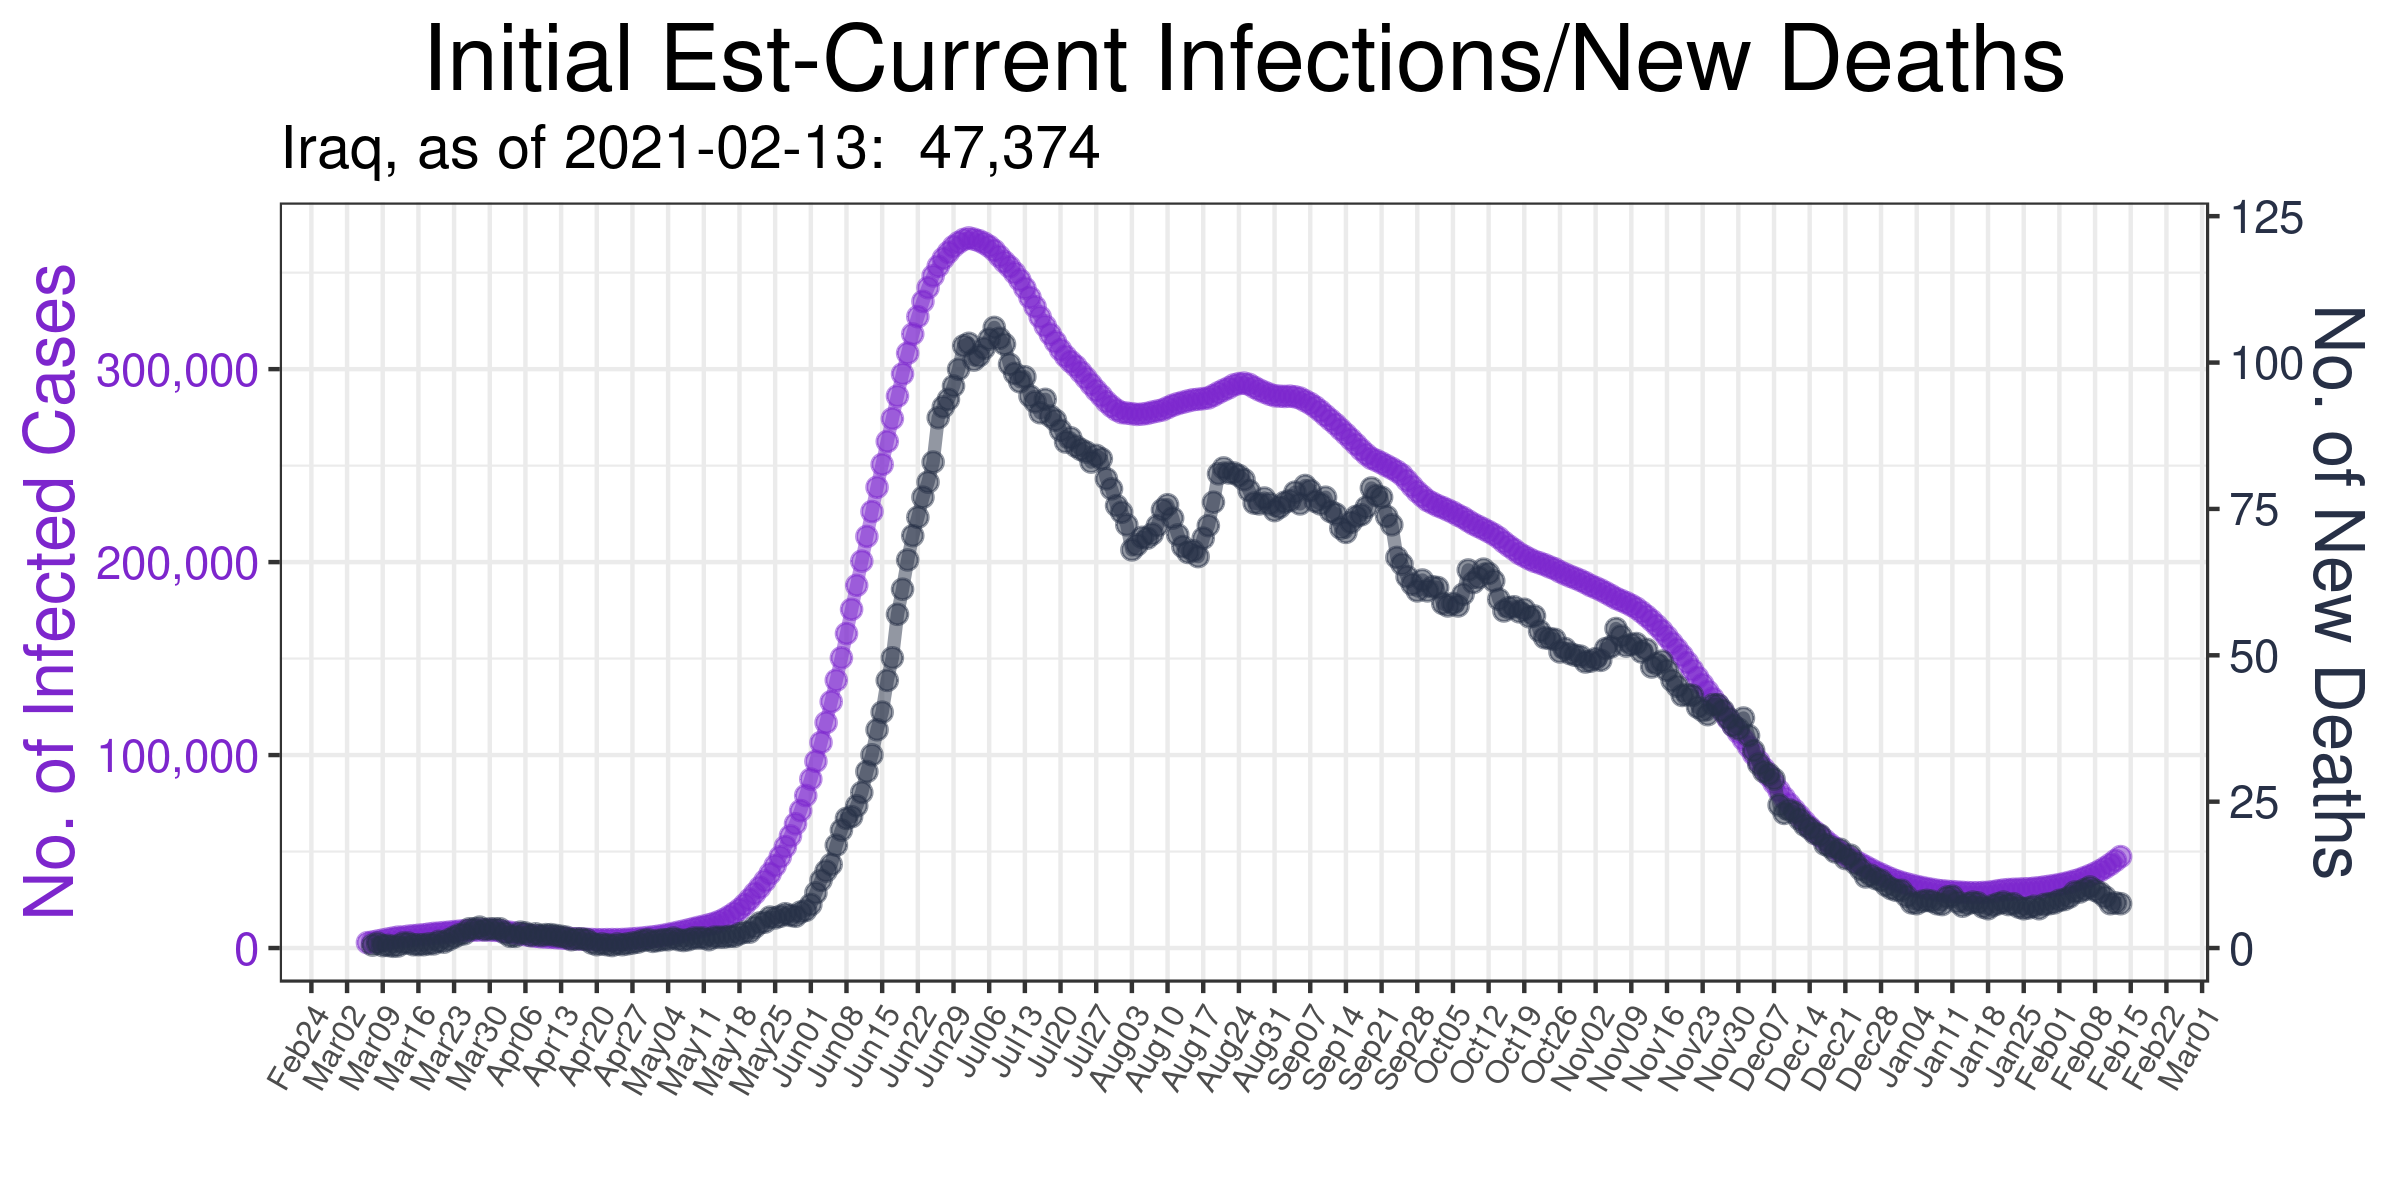 Initial Est-Current Infections/New Deaths
Iraq, as of 2021-02-13:  47,374
No. of Infected Cases
300,000
200,000
100,000
0
125
100
75
50
25
0
No. of New Deaths
Feb24
Mar02
Mar09
Mar16
Mar23
Mar30
Apr06
Apr13
Apr20
Apr27
May04
May11
May18
May25
Jun01
Jun08
Jun15
Jun22
Jun29
Jul06
Jul13
Jul20
Jul27
Aug03
Aug10
Aug17
Aug24
Aug31
Sep07
Sep14
Sep21
Sep28
Oct05
Oct12
Oct19
Oct26
Nov02
Nov09
Nov16
Nov23
Nov30
Dec07
Dec14
Dec21
Dec28
Jan04
Jan11
Jan18
Jan25
Feb01
Feb08
Feb15
Feb22
Mar01